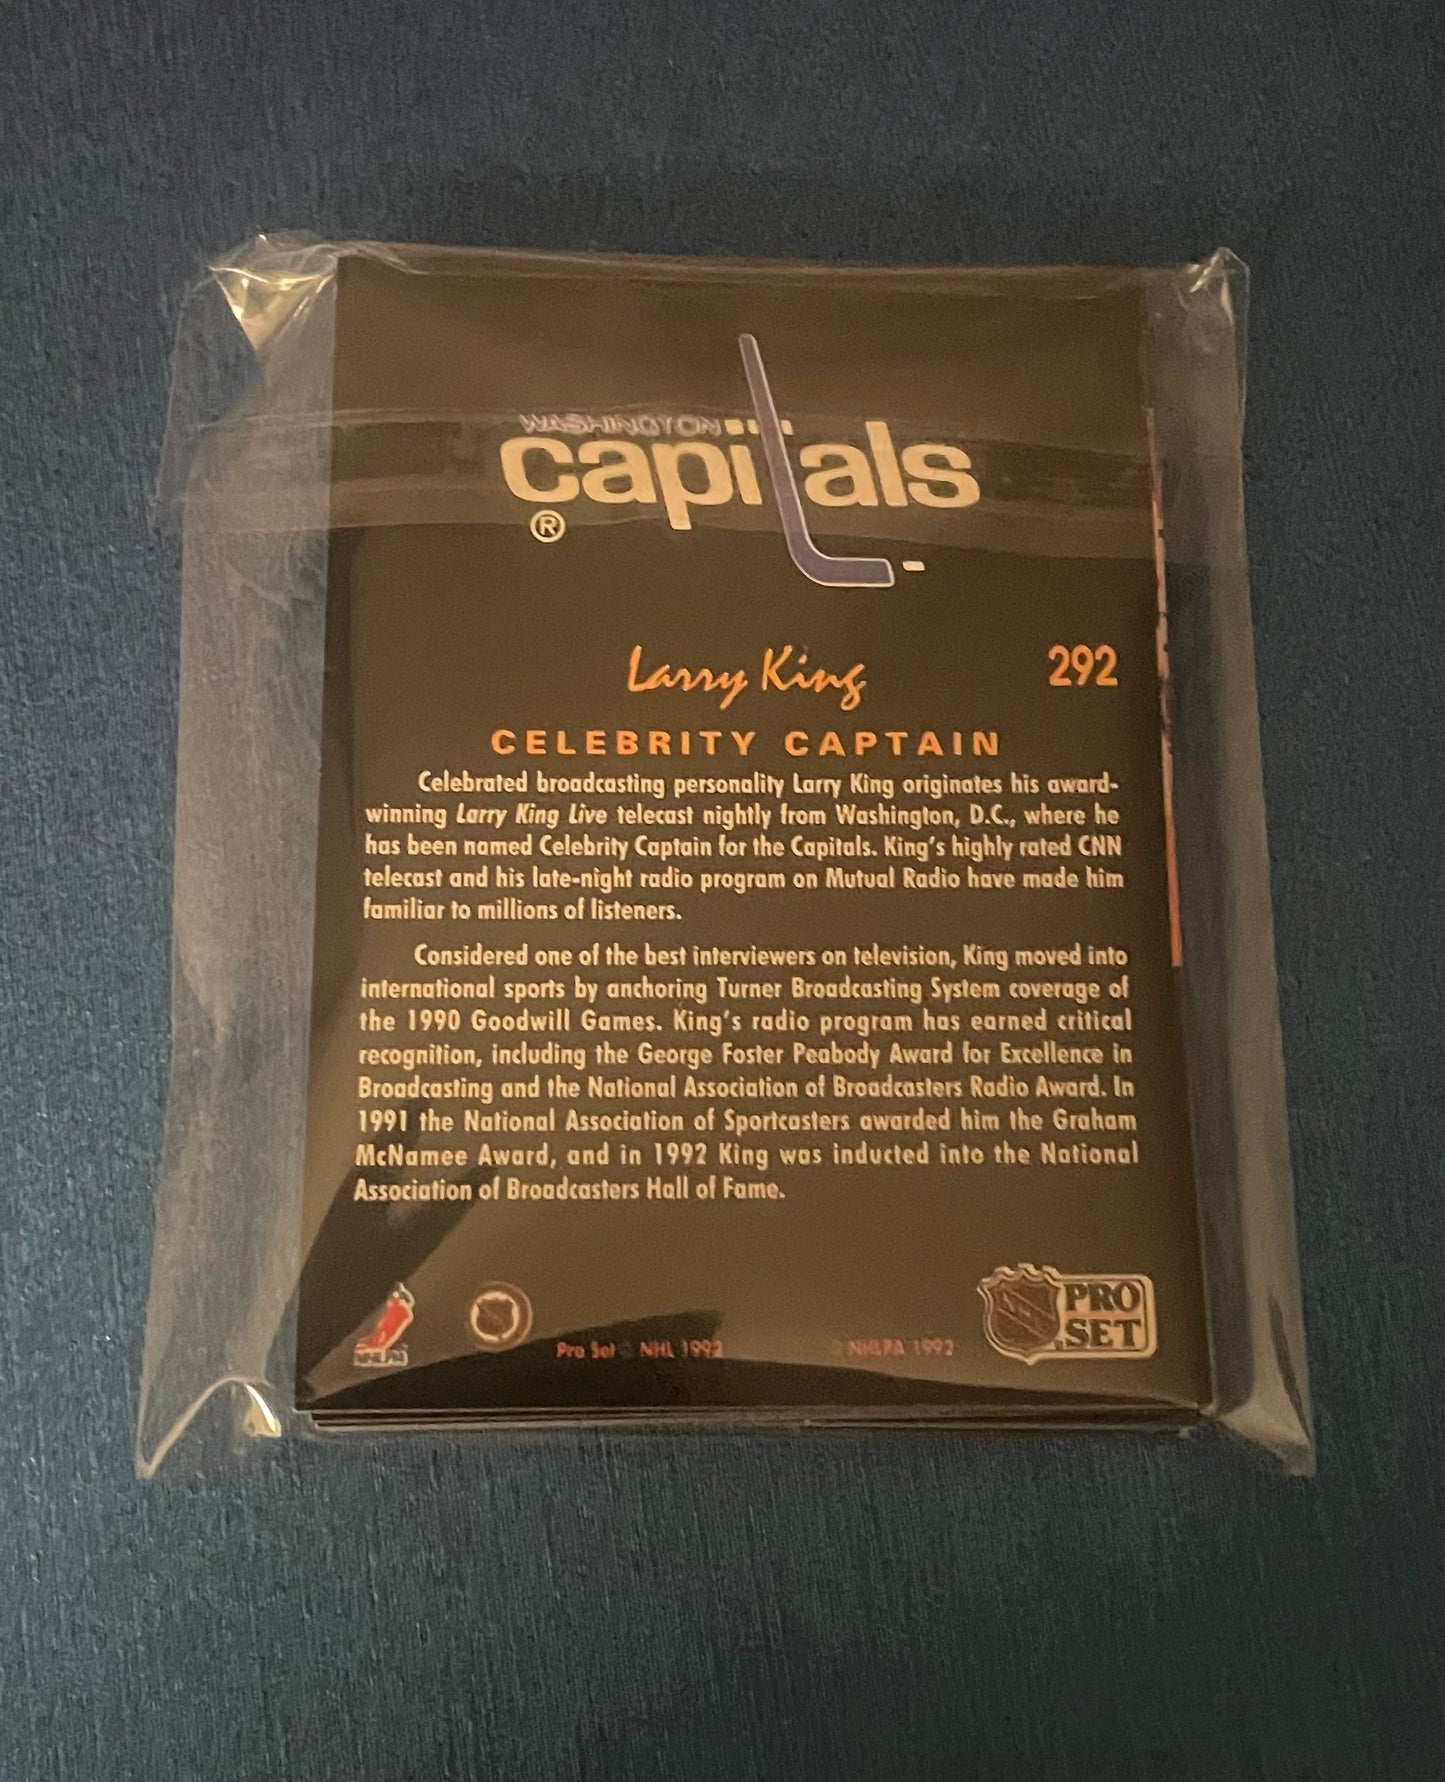 WASHINGTON
capitals
®
Larry King
292
CELEBRITY CAPTAIN
Celebrated broadcasting personality Larry King originates his award-
winning Larry King Live telecast nightly from Washington, D.C., where he
has been named Celebrity Captain for the Capitals. King's highly rated CNN
telecast and his late-night radio program on Mutual Radio have made him
familiar to millions of listeners.
Considered one of the best interviewers on television, King moved into
international sports by anchoring Turner Broadcasting System coverage of
the 1990 Goodwill Games. King's radio program has earned critical
recognition, including the George Foster Peabody Award for Excellence in
Broadcasting and the National Association of Broadcasters Radio Award. In
1991 the National Association of Sportcasters awarded him the Graham
McNamee Award, and in 1992 King was inducted into the National
Association of Broadcasters Hall of Fame.
NHLPA
Pro Set © NHL 1992
© NHLPA 1992
NHL
PRO
SET